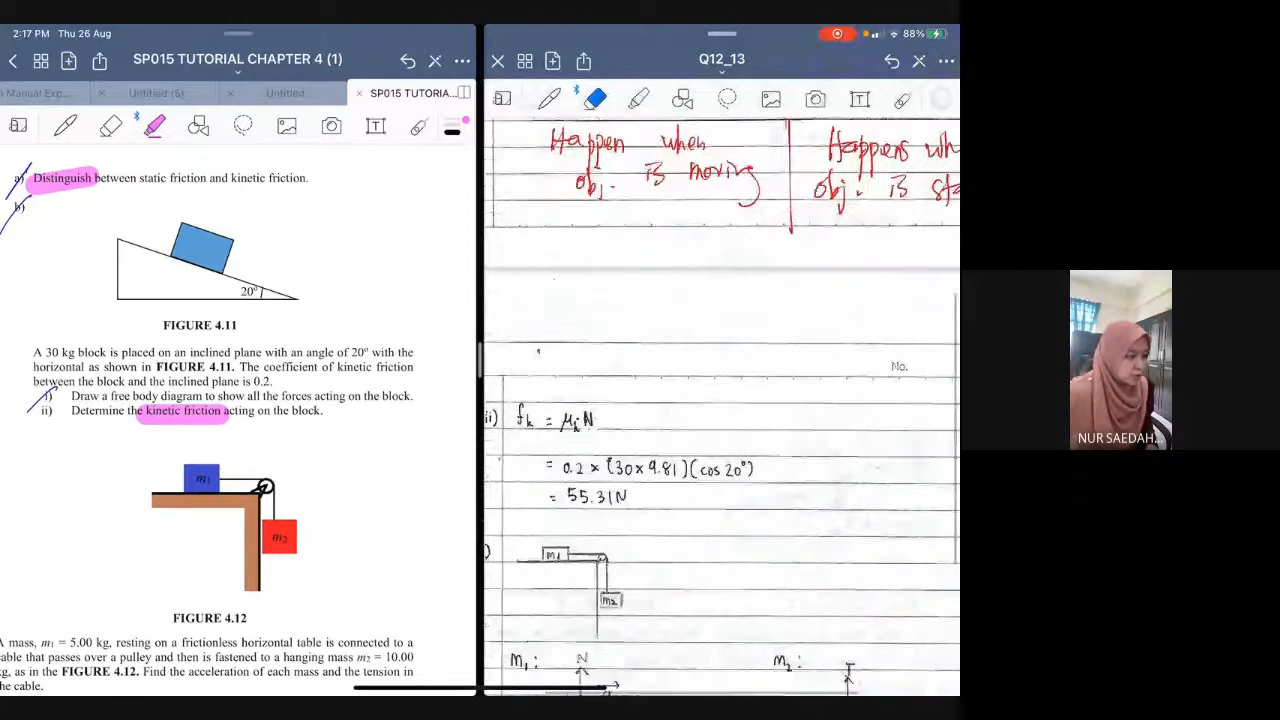 2:17 PM Thu 26 Aug
SP015 TUTORIAL CHAPTER 4 (1)
Manual Exp...
Untitled (5)
Untitled
SP015 TUTORIA...
a) Distinguish between static friction and kinetic friction.
b)
20°
FIGURE 4.11
A 30 kg block is placed on an inclined plane with an angle of 20° with the
horizontal as shown in FIGURE 4.11. The coefficient of kinetic friction
between the block and the inclined plane is 0.2.
i) Draw a free body diagram to show all the forces acting on the block.
ii) Determine the kinetic friction acting on the block.
m1
m2
FIGURE 4.12
A mass, m1 = 5.00 kg, resting on a frictionless horizontal table is connected to a
cable that passes over a pulley and then is fastened to a hanging mass m2 = 10.00
kg, as in the FIGURE 4.12. Find the acceleration of each mass and the tension in
the cable.
88%
Q12_13
Happen when
obj. is moving
Happens wh
obj. is sta
No.
ii) fk = μk N
= 0.2 × (30 × 9.81)(cos 20°)
= 55.31 N
m1
m2
m1 :
N
m2 :
T
NUR SAEDAH...